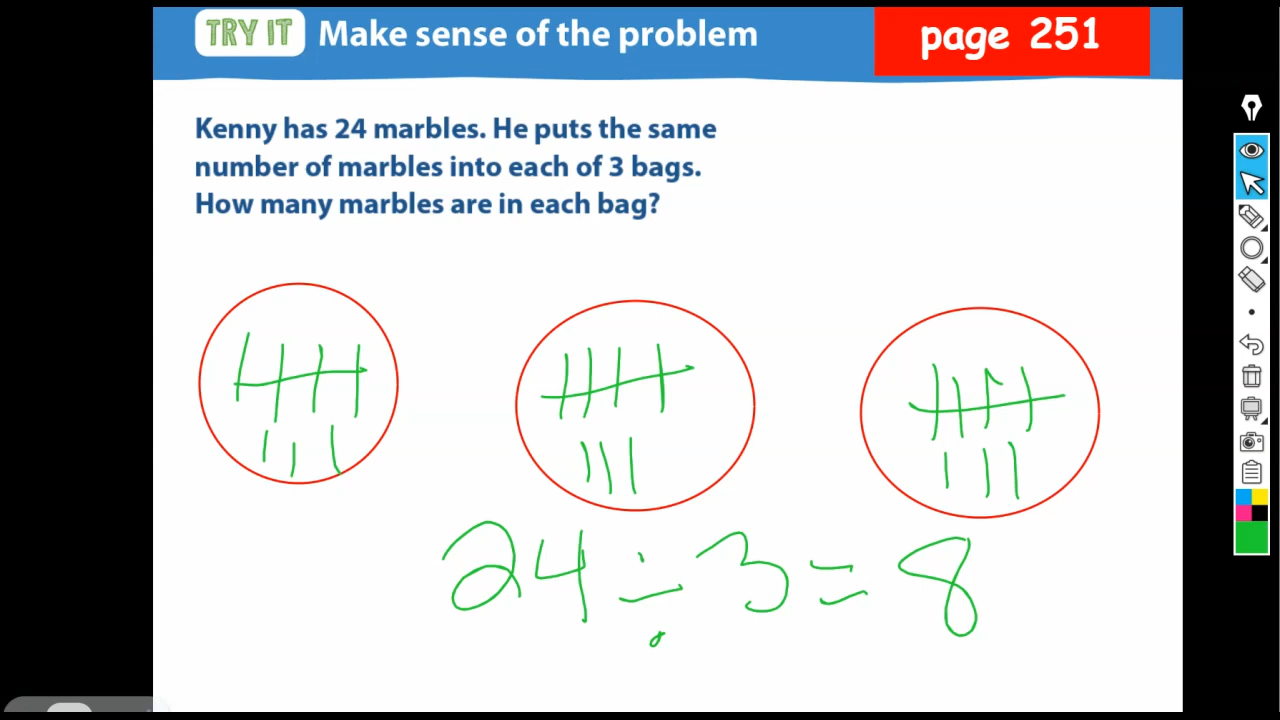 TRY IT Make sense of the problem page 251
Kenny has 24 marbles. He puts the same
number of marbles into each of 3 bags.
How many marbles are in each bag?
24 ÷ 3 = 8